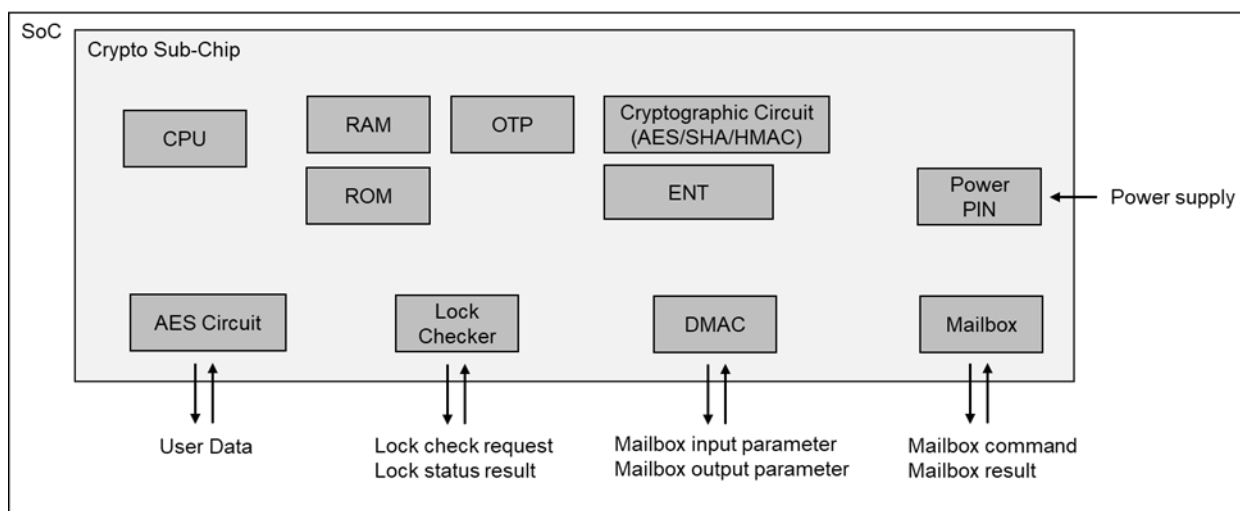 SoC
Crypto Sub-Chip
CPU
RAM
OTP
Cryptographic Circuit
(AES/SHA/HMAC)
ROM
ENT
Power
PIN
Power supply
AES Circuit
Lock
Checker
DMAC
Mailbox
User Data
Lock check request
Lock status result
Mailbox input parameter
Mailbox output parameter
Mailbox command
Mailbox result